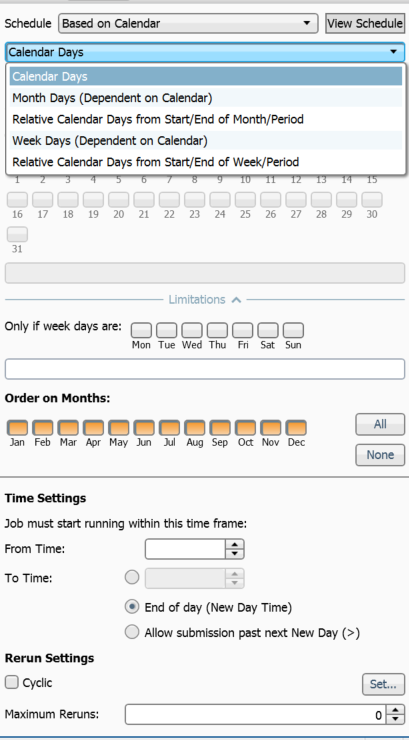 Schedule Based on Calendar View Schedule
Calendar Days
Calendar Days
Month Days (Dependent on Calendar)
Relative Calendar Days from Start/End of Month/Period
Week Days (Dependent on Calendar)
Relative Calendar Days from Start/End of Week/Period
1 2 3 4 5 6 7 8 9 10 11 12 13 14 15
16 17 18 19 20 21 22 23 24 25 26 27 28 29 30
31
Limitations
Only if week days are:
Mon Tue Wed Thu Fri Sat Sun
Order on Months:
All
Jan Feb Mar Apr May Jun Jul Aug Sep Oct Nov Dec
None
Time Settings
Job must start running within this time frame:
From Time:
To Time:
End of day (New Day Time)
Allow submission past next New Day (>)
Rerun Settings
Cyclic Set...
Maximum Reruns: 0